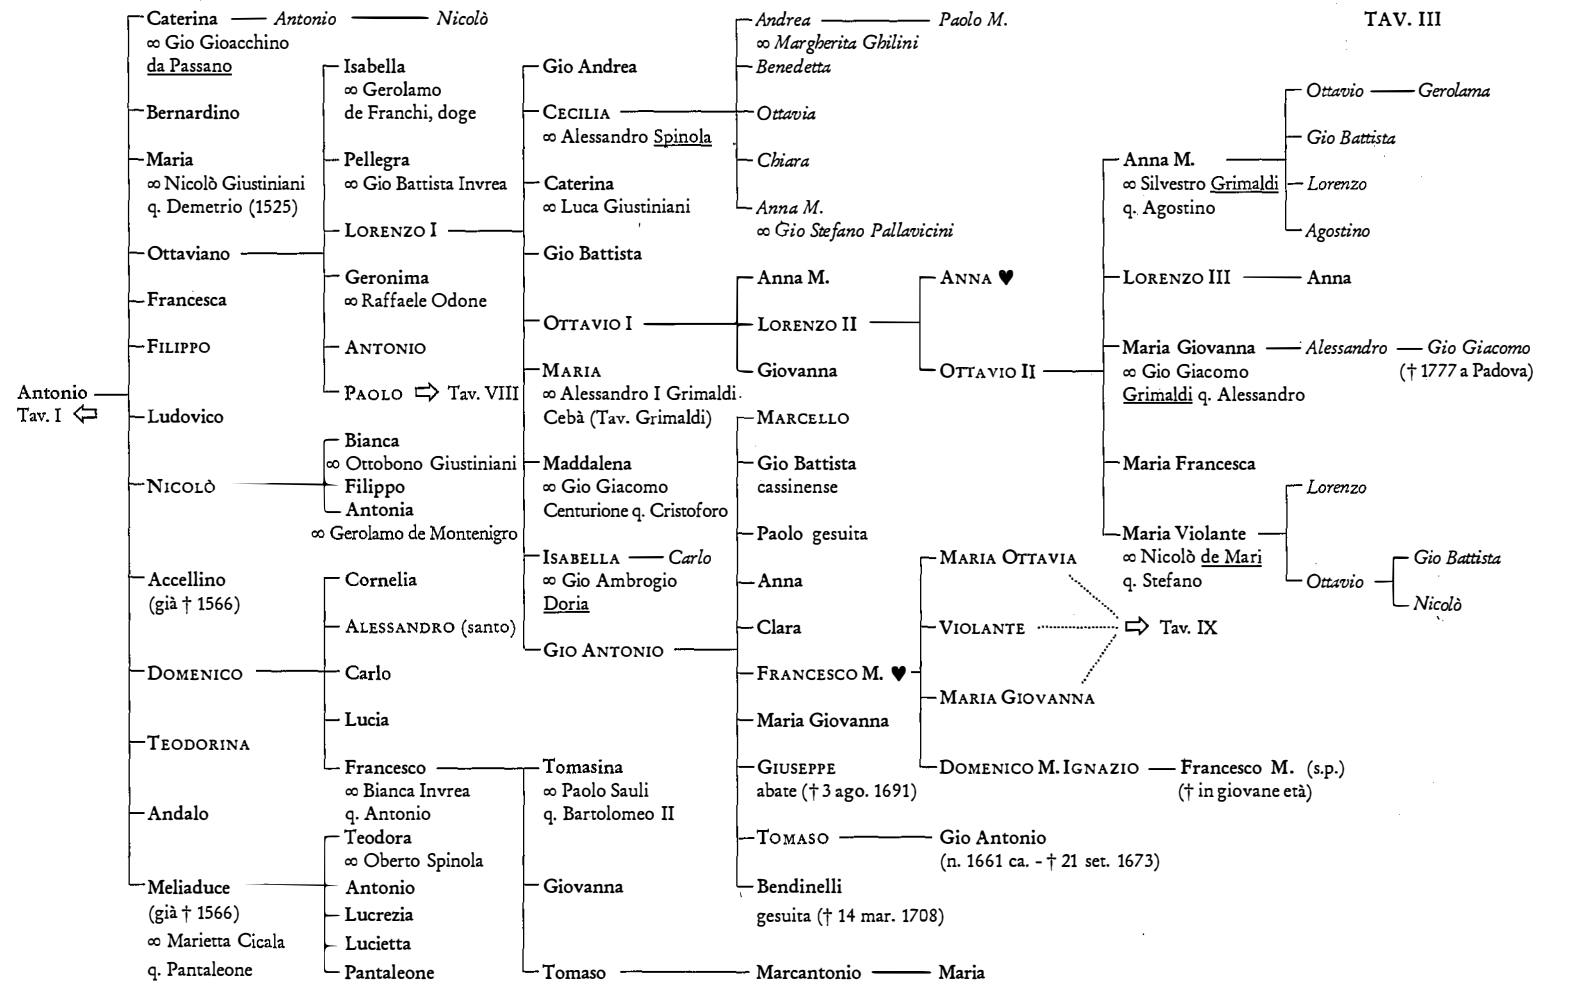 TAV. III
Antonio
Tav. I ⇦
Caterina — Antonio — Nicolò
∞ Gio Gioacchino
da Passano
Bernardino
Maria
∞ Nicolò Giustiniani
q. Demetrio (1525)
Ottaviano
Francesca
FILIPPO
Ludovico
NICOLÒ
Accellino
(già † 1566)
DOMENICO
TEODORINA
Andalo
Meliaduce
(già † 1566)
∞ Marietta Cicala
q. Pantaleone
Isabella
∞ Gerolamo
de Franchi, doge
Pellegra
∞ Gio Battista Invrea
LORENZO I
Geronima
∞ Raffaele Odone
ANTONIO
PAOLO ⇨ Tav. VIII
Bianca
∞ Ottobono Giustiniani
Filippo
Antonia
∞ Gerolamo de Montenigro
Cornelia
ALESSANDRO (santo)
Carlo
Lucia
Francesco
∞ Bianca Invrea
q. Antonio
Teodora
∞ Oberto Spinola
Antonio
Lucrezia
Lucietta
Pantaleone
Gio Andrea
CECILIA
∞ Alessandro Spinola
Caterina
∞ Luca Giustiniani
Gio Battista
OTTAVIO I
MARIA
∞ Alessandro I Grimaldi
Cebà (Tav. Grimaldi)
Maddalena
∞ Gio Giacomo
Centurione q. Cristoforo
ISABELLA — Carlo
∞ Gio Ambrogio
Doria
GIO ANTONIO
Tomasina
∞ Paolo Sauli
q. Bartolomeo II
Giovanna
Tomaso — Marcantonio — Maria
Andrea — Paolo M.
∞ Margherita Ghilini
Benedetta
Ottavia
Chiara
Anna M.
∞ Gio Stefano Pallavicini
Anna M.
LORENZO II
Giovanna
MARCELLO
Gio Battista
cassinense
Paolo gesuita
Anna
Clara
FRANCESCO M. ♥
Maria Giovanna
GIUSEPPE
abate († 3 ago. 1691)
TOMASO — Gio Antonio
(n. 1661 ca. - † 21 set. 1673)
Bendinelli
gesuita († 14 mar. 1708)
ANNA ♥
OTTAVIO II
MARIA OTTAVIA
VIOLANTE ⇨ Tav. IX
MARIA GIOVANNA
DOMENICO M. IGNAZIO — Francesco M. (s.p.)
(† in giovane età)
Anna M.
∞ Silvestro Grimaldi
q. Agostino
LORENZO III — Anna
Maria Giovanna — Alessandro — Gio Giacomo
(† 1777 a Padova)
∞ Gio Giacomo
Grimaldi q. Alessandro
Maria Francesca
Maria Violante
∞ Nicolò de Mari
q. Stefano
Ottavio — Gerolama
Gio Battista
Lorenzo
Agostino
Lorenzo
Ottavio
Gio Battista
Nicolò